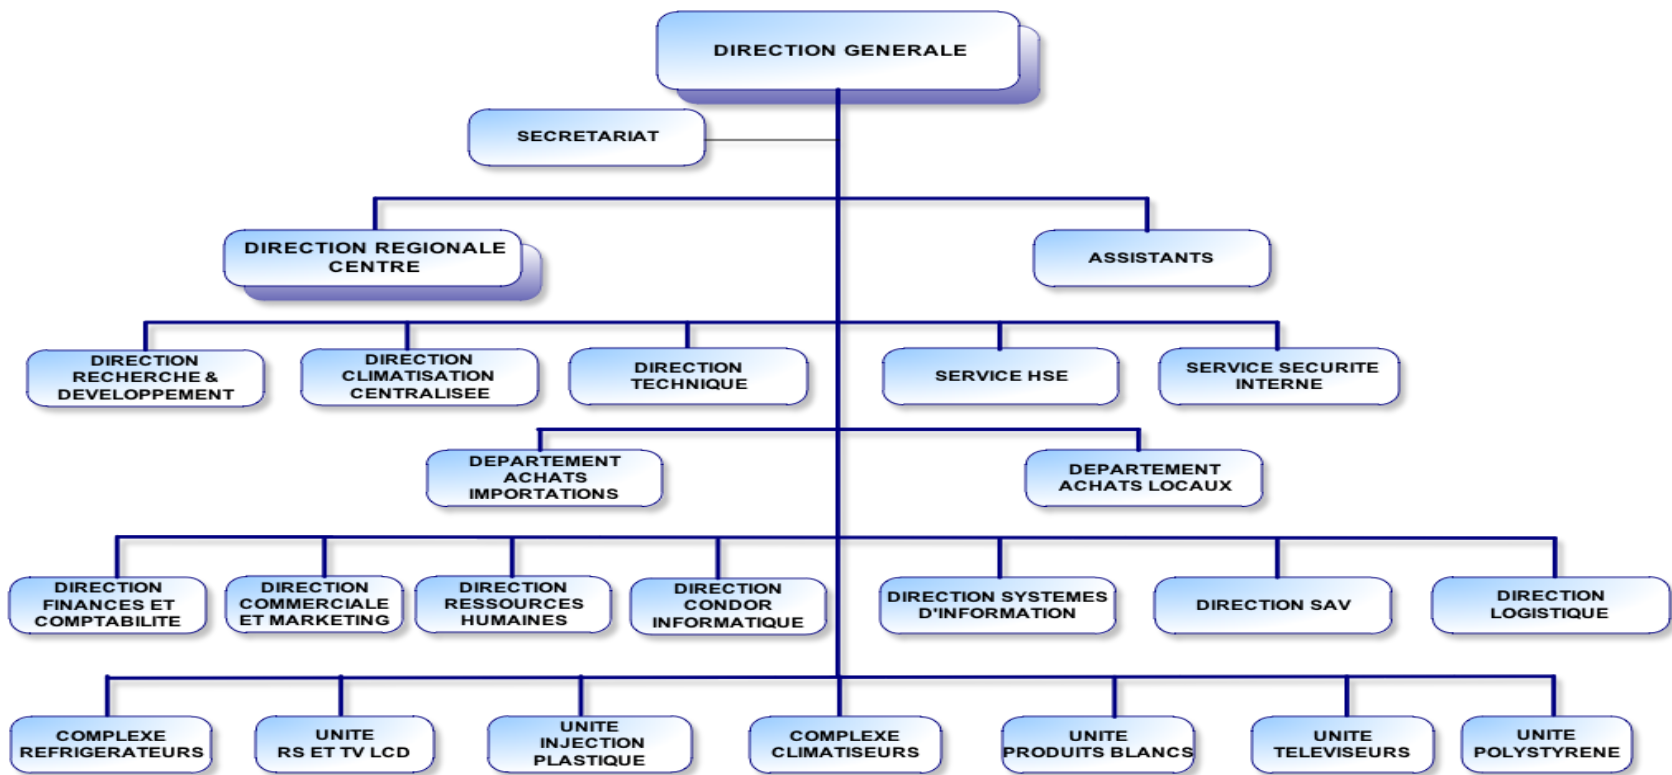 DIRECTION GENERALE
SECRETARIAT
DIRECTION REGIONALE
CENTRE
ASSISTANTS
DIRECTION
RECHERCHE &
DEVELOPPEMENT
DIRECTION
CLIMATISATION
CENTRALISEE
DIRECTION
TECHNIQUE
SERVICE HSE
SERVICE SECURITE
INTERNE
DEPARTEMENT
ACHATS
IMPORTATIONS
DEPARTEMENT
ACHATS LOCAUX
DIRECTION
FINANCES ET
COMPTABILITE
DIRECTION
COMMERCIALE
ET MARKETING
DIRECTION
RESSOURCES
HUMAINES
DIRECTION
CONDOR
INFORMATIQUE
DIRECTION SYSTEMES
D'INFORMATION
DIRECTION SAV
DIRECTION
LOGISTIQUE
COMPLEXE
REFRIGERATEURS
UNITE
RS ET TV LCD
UNITE
INJECTION
PLASTIQUE
COMPLEXE
CLIMATISEURS
UNITE
PRODUITS BLANCS
UNITE
TELEVISEURS
UNITE
POLYSTYRENE